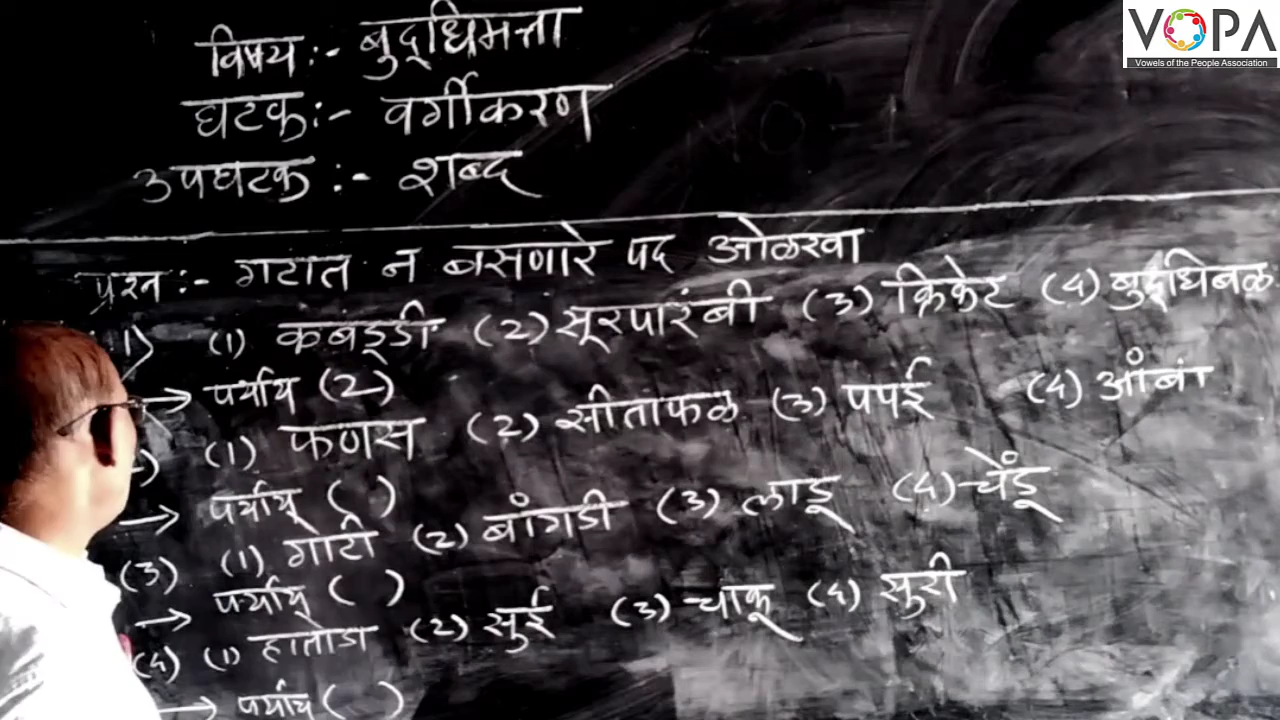 VOPA
Vowels of the People Association
विषय:- बुद्धिमत्ता
घटक:- वर्गीकरण
उपघटक:- शब्द
प्रश्न:- गटात न बसणारे पद ओळखा
1) (1) कबड्डी (2) सूरपारंबी (3) क्रिकेट (4) बुद्धिबळ
→ पर्याय (2)
) (1) फणस (2) सीताफळ (3) पपई (4) आंबा
→ पर्याय ( )
(3) (1) गोटी (2) बांगडी (3) लाडू (4) चेंडू
→ पर्याय ( )
(4) (1) हातोडा (2) सुई (3) चाकू (4) सुरी
→ पर्याय ( )